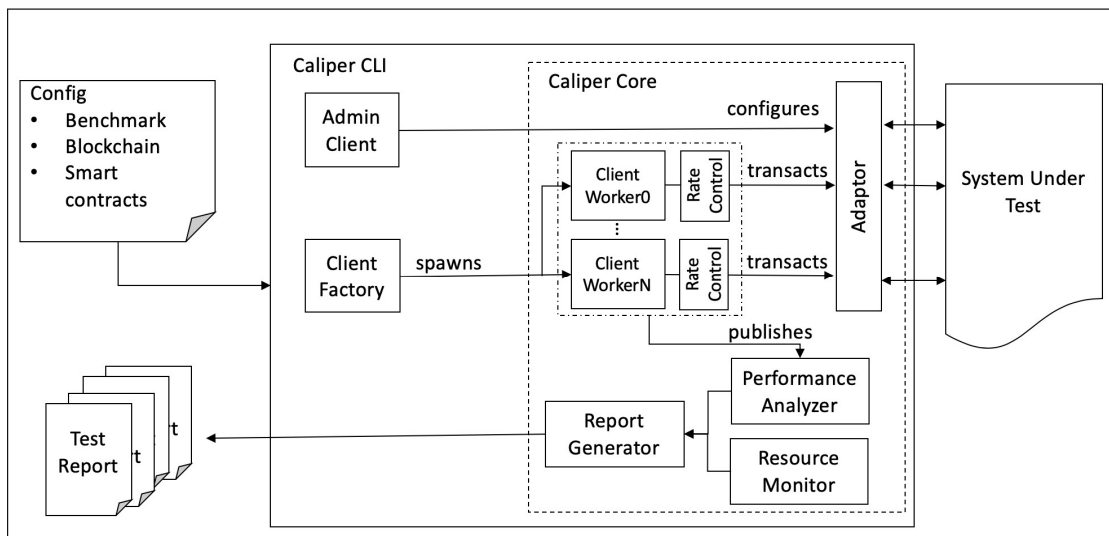 Caliper CLI
Config
• Benchmark
• Blockchain
• Smart
contracts
Caliper Core
Admin
Client
configures
Client
Worker0
Rate
Control
transacts
⋮
Client
Factory
spawns
Client
WorkerN
Rate
Control
transacts
Adaptor
System Under
Test
publishes
Performance
Analyzer
Report
Generator
Resource
Monitor
Test
Report
rt
rt